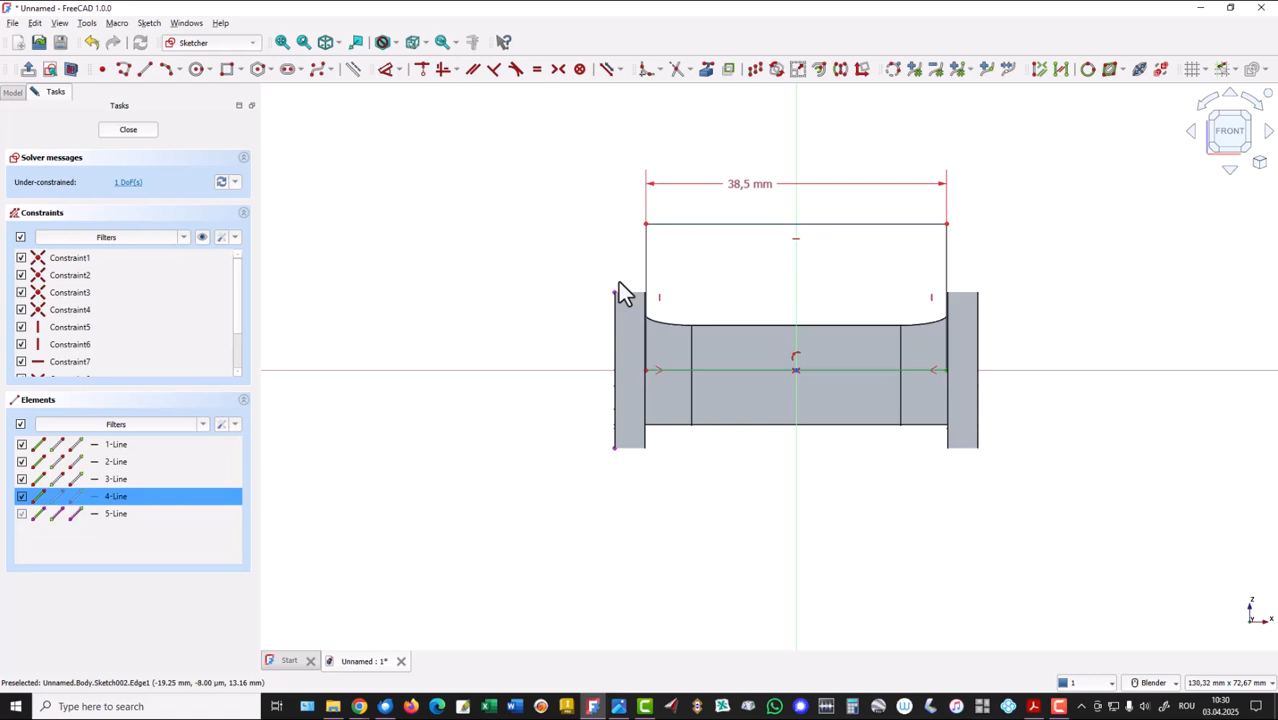 * Unnamed - FreeCAD 1.0.0
File Edit View Tools Macro Sketch Windows Help
Sketcher
Model Tasks
Tasks
Close
Solver messages
Under-constrained: 1 DoF(s)
Constraints
Filters
Constraint1
Constraint2
Constraint3
Constraint4
Constraint5
Constraint6
Constraint7
Elements
Filters
1-Line
2-Line
3-Line
4-Line
5-Line
38,5 mm
FRONT
Z
Y X
Start Unnamed : 1*
Preselected: Unnamed.Body.Sketch002.Edge1 (-19.25 mm, -8.00 µm, 13.16 mm)
1 Blender 130,32 mm × 72,67 mm
Type here to search
ROU
10:30
03.04.2025